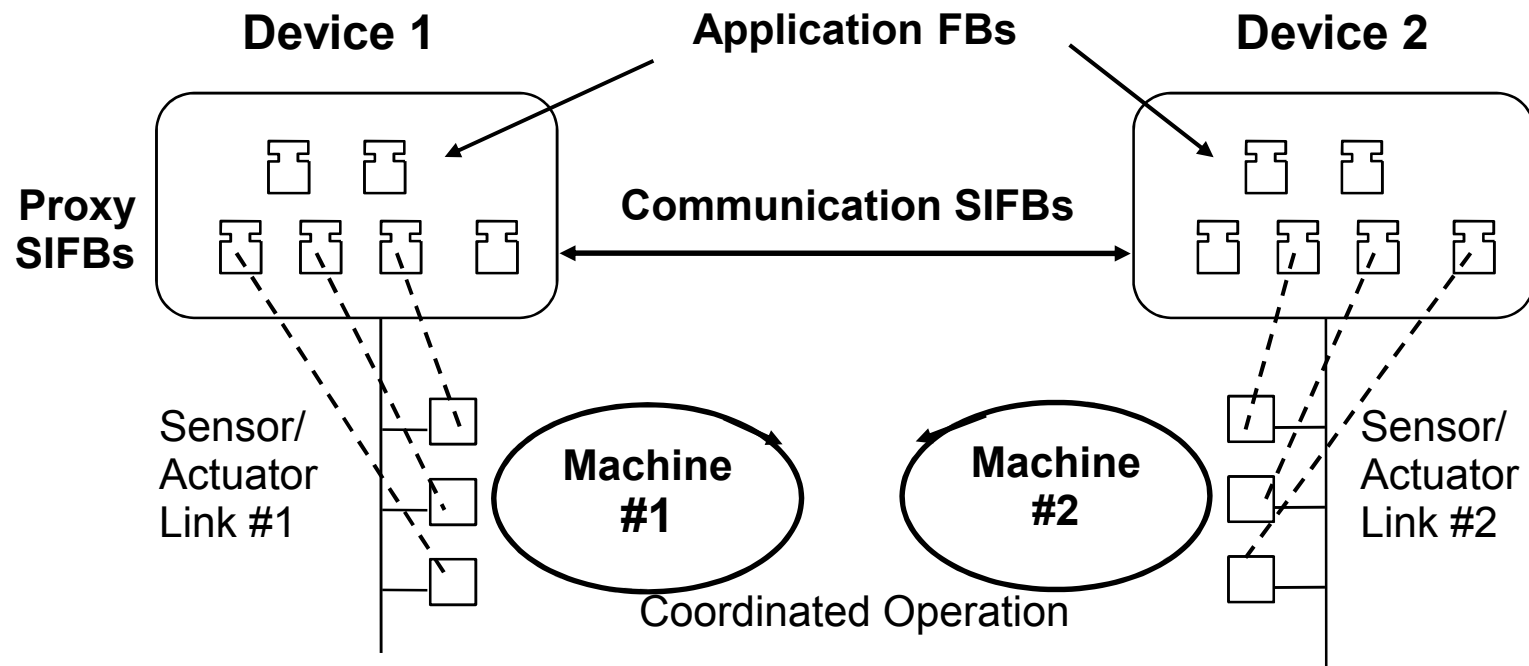 Device 1
Application FBs
Device 2
Proxy
SIFBs
Communication SIFBs
Sensor/
Actuator
Link #1
Machine
#1
Machine
#2
Sensor/
Actuator
Link #2
Coordinated Operation